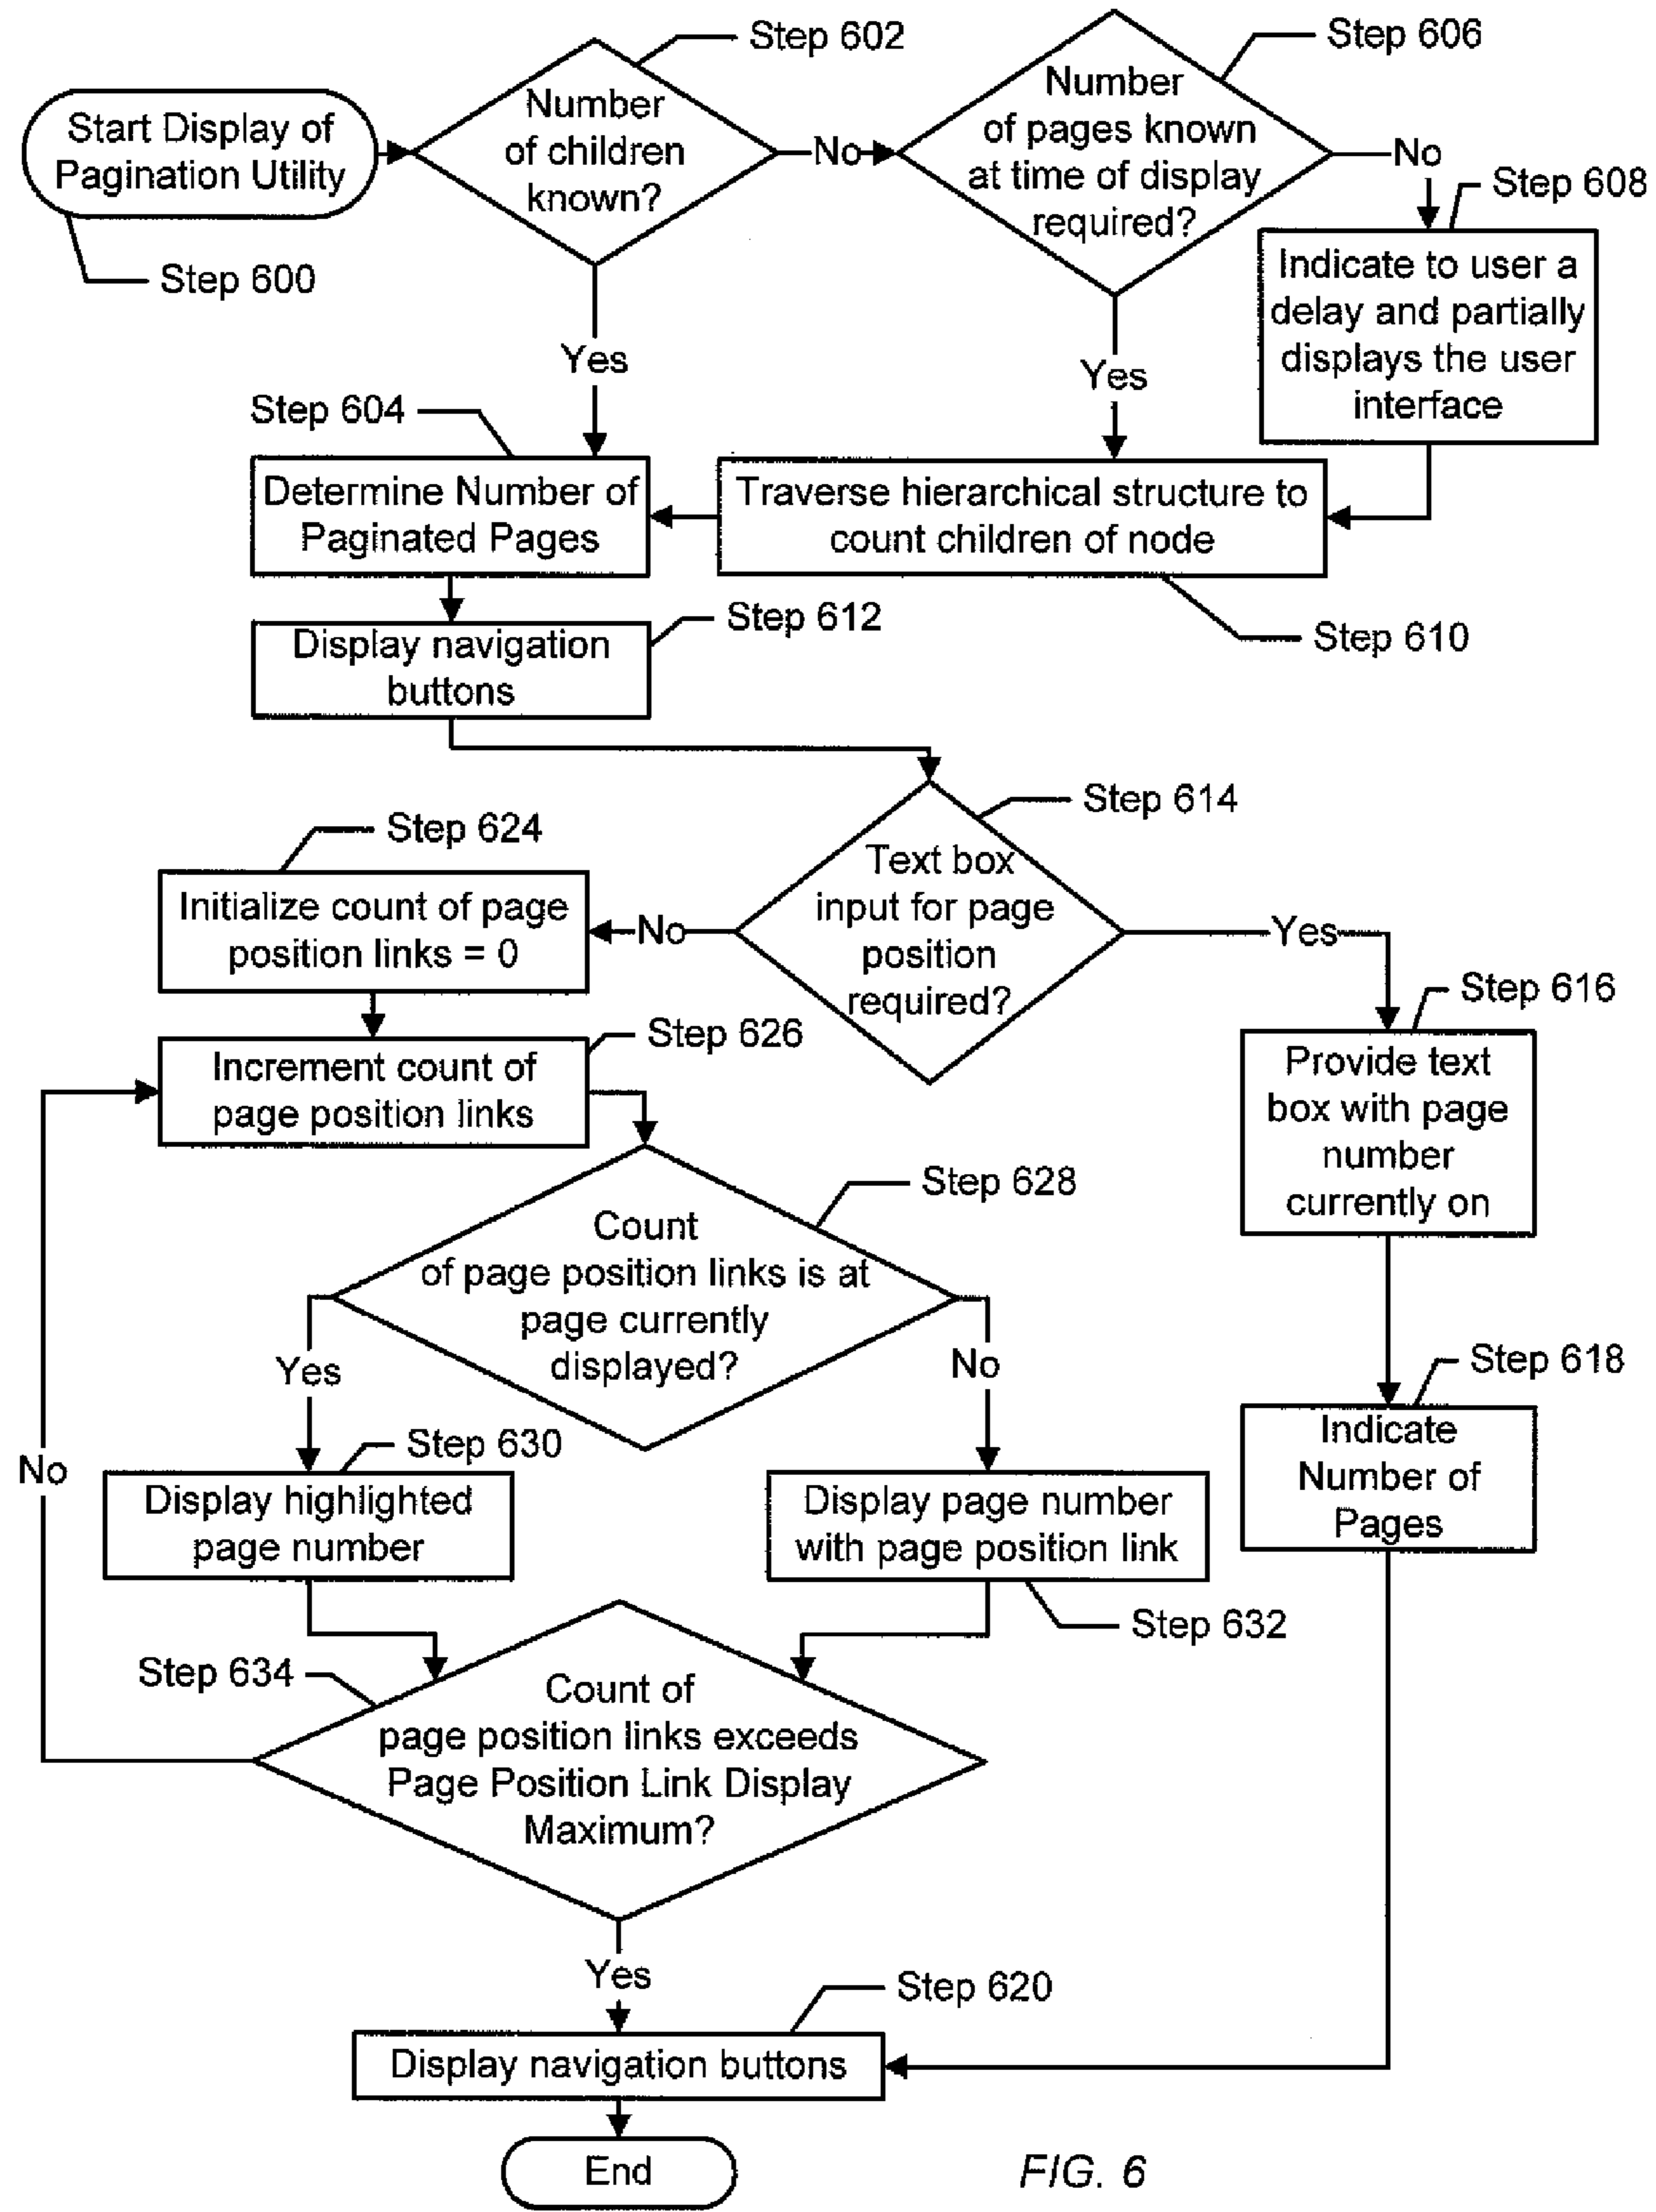 Step 602
Step 606
Start Display of
Pagination Utility
Number
of children
known?
No
Number
of pages known
at time of display
required?
No
Step 608
Step 600
Indicate to user a
delay and partially
displays the user
interface
Yes
Yes
Step 604
Determine Number of
Paginated Pages
Traverse hierarchical structure to
count children of node
Step 612
Step 610
Display navigation
buttons
Step 614
Step 624
Text box
input for page
position
required?
Initialize count of page
position links = 0
No
Yes
Step 616
Step 626
Increment count of
page position links
Provide text
box with page
number
currently on
Step 628
Count
of page position links is at
page currently
displayed?
Yes
No
Step 618
Indicate
Number of
Pages
No
Step 630
Display highlighted
page number
Display page number
with page position link
Step 632
Step 634
Count of
page position links exceeds
Page Position Link Display
Maximum?
Yes
Step 620
Display navigation buttons
End
FIG. 6